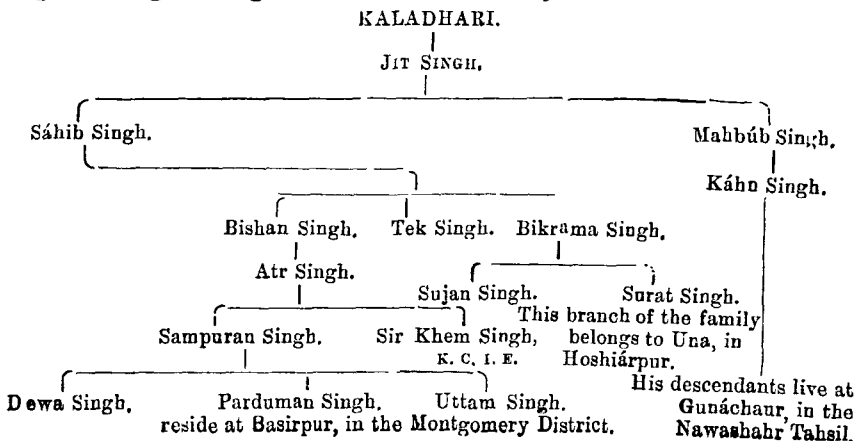 KALADHARI.
JIT SINGH.
Sáhib Singh. Mahbúb Singh.
Káhn Singh.
Bishan Singh. Tek Singh. Bikrama Singh.
Atr Singh.
Sujan Singh. Surat Singh.
This branch of the family
Sampuran Singh. Sir Khem Singh, belongs to Una, in
K. C. I. E. Hoshiárpur.
His descendants live at
Dewa Singh. Parduman Singh. Uttam Singh. Gunáchaur, in the
reside at Basirpur, in the Montgomery District. Nawashahr Tahsil.